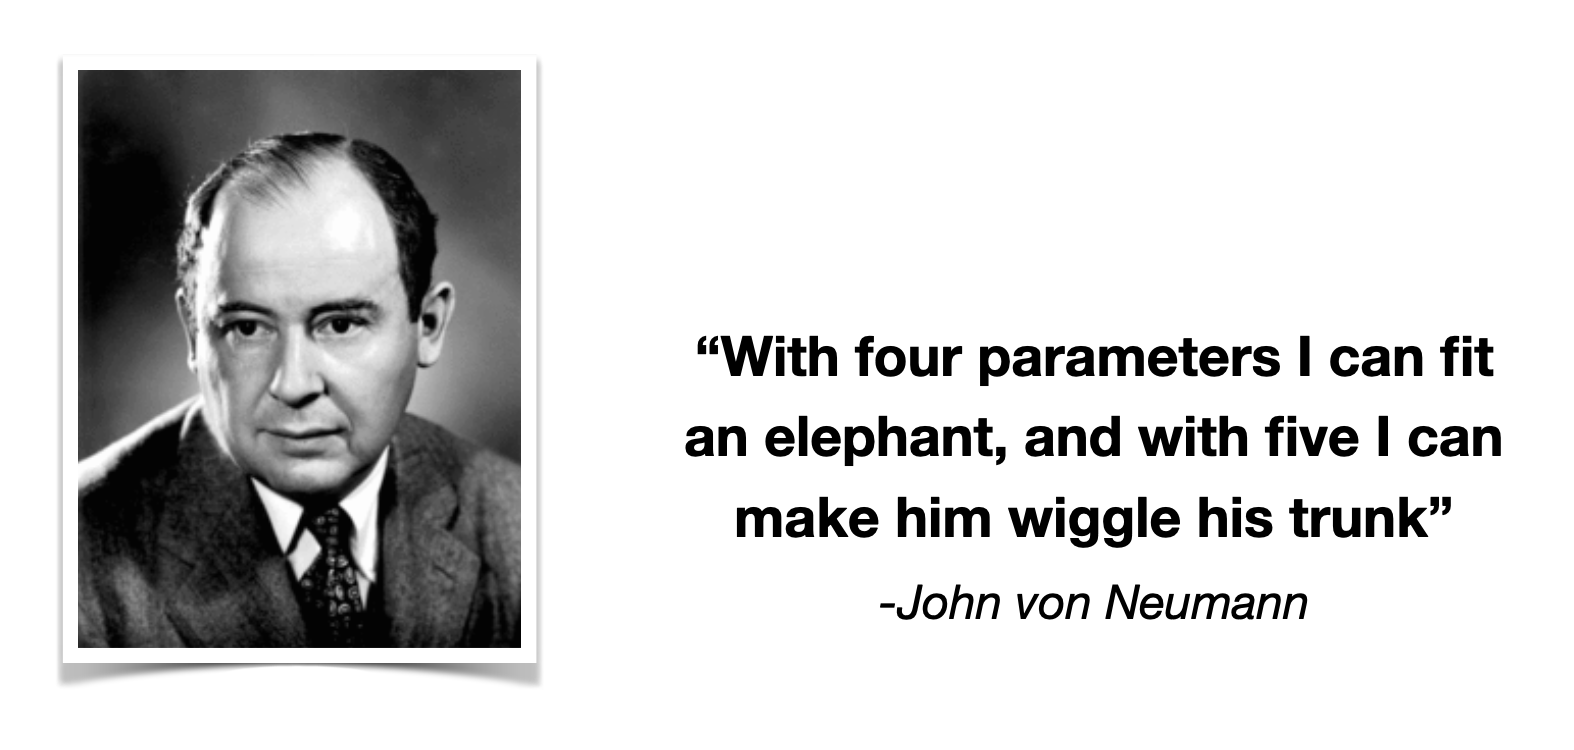 “With four parameters I can fit
an elephant, and with five I can
make him wiggle his trunk”
-John von Neumann